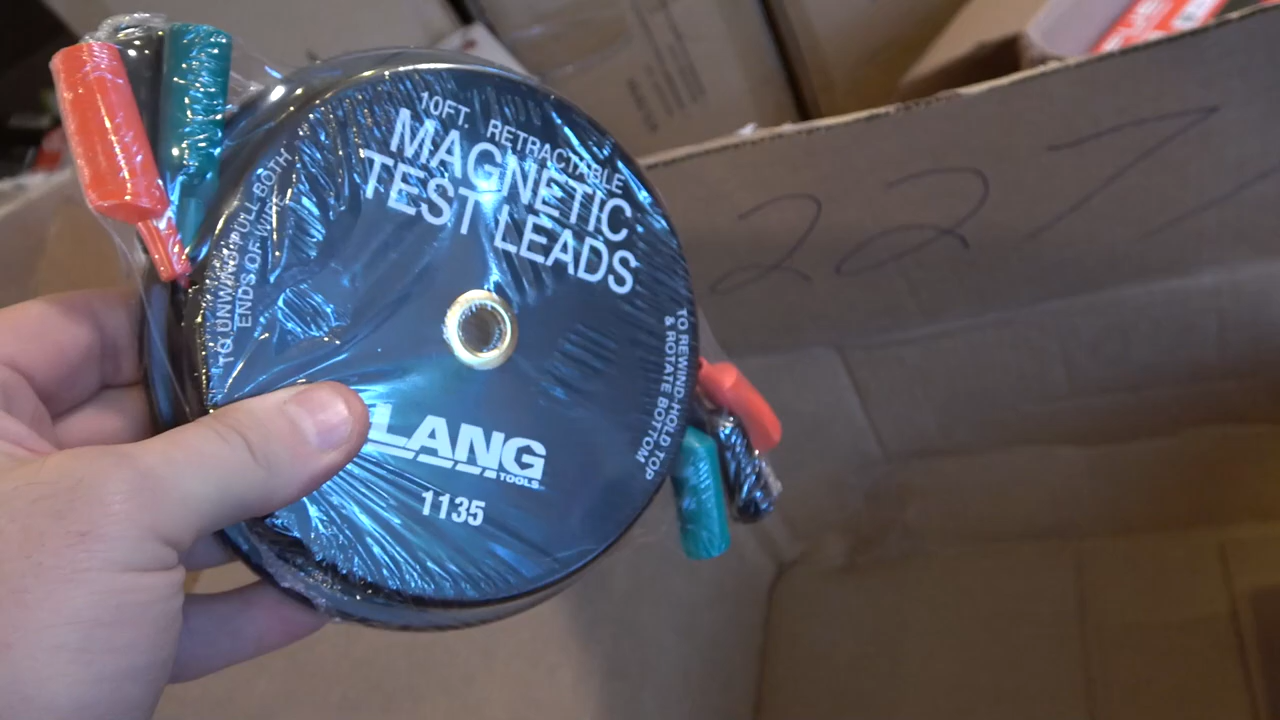 10FT. RETRACTABLE
MAGNETIC
TEST LEADS
TO UNWIND-PULL BOTH
ENDS OF WIRE
TO REWIND-HOLD TOP
& ROTATE BOTTOM
LANG
TOOLS
1135
227